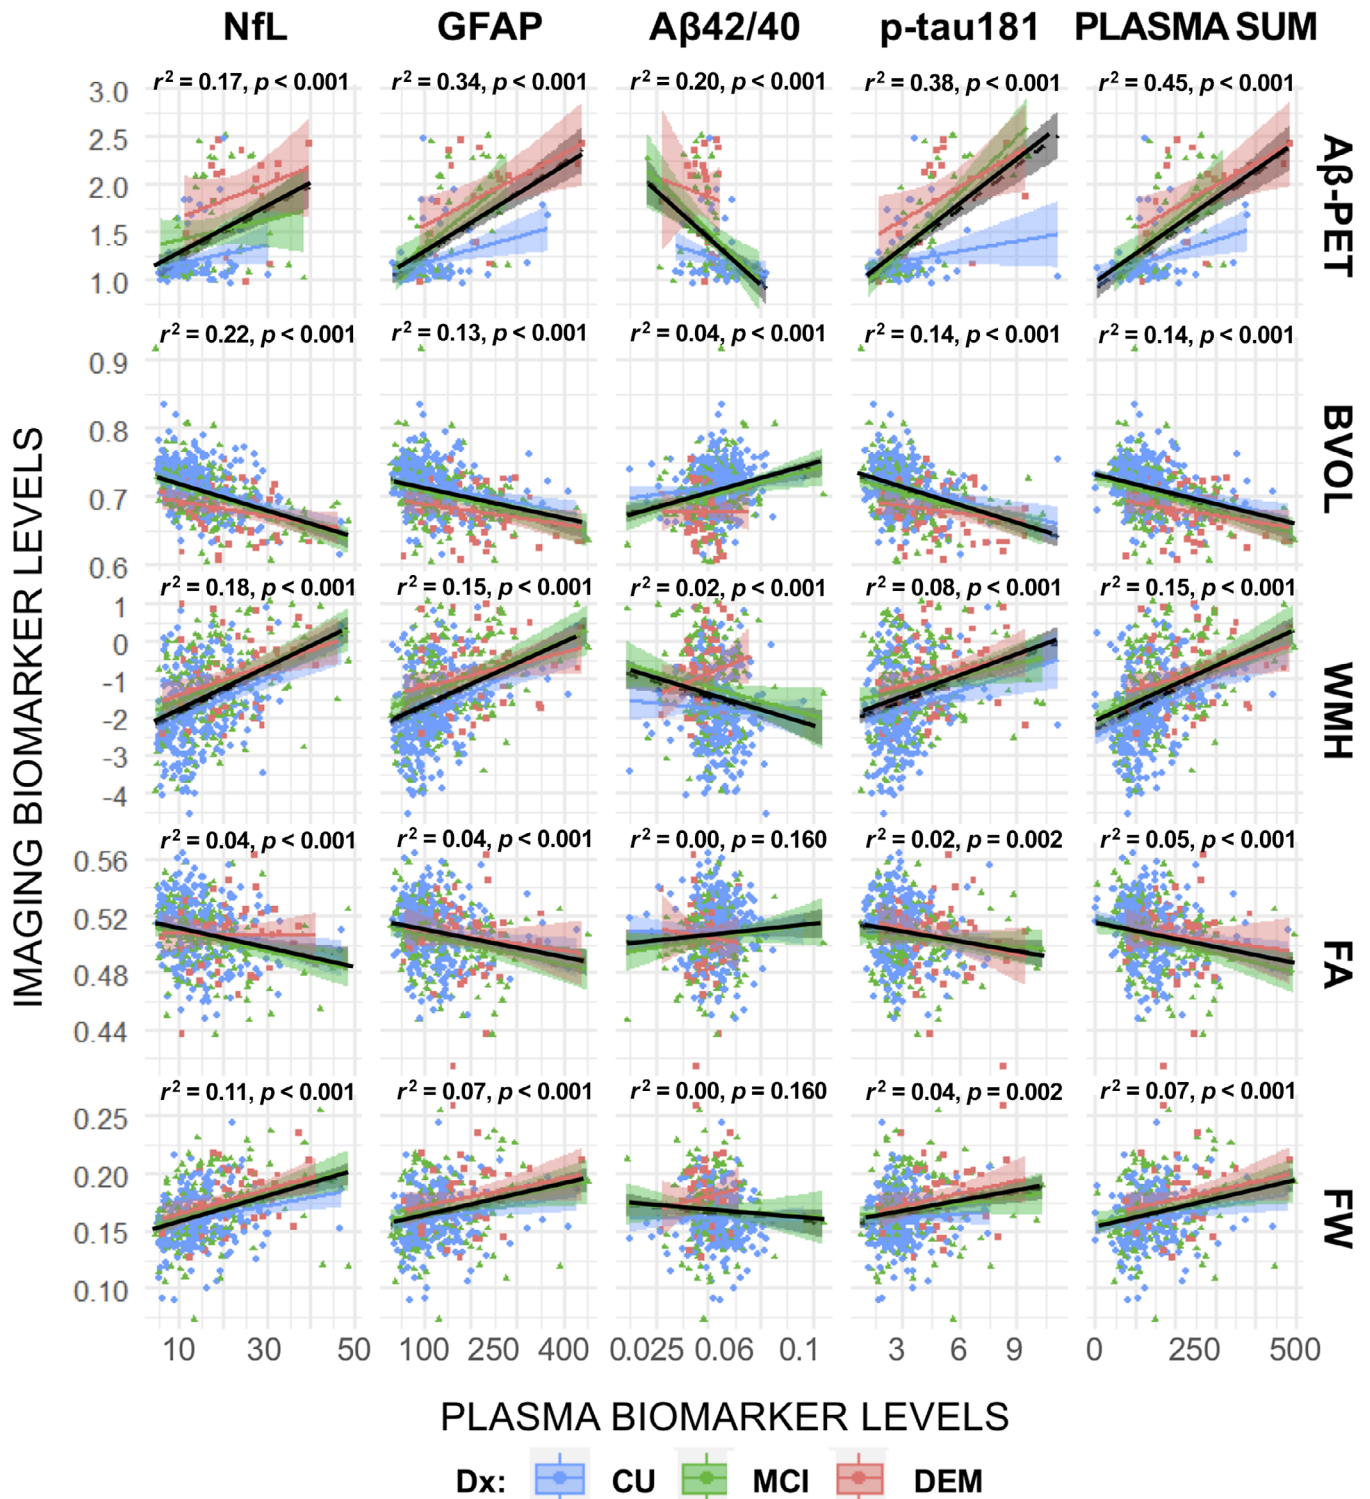 NfL GFAP Aβ42/40 p-tau181 PLASMA SUM
r² = 0.17, p < 0.001 r² = 0.34, p < 0.001 r² = 0.20, p < 0.001 r² = 0.38, p < 0.001 r² = 0.45, p < 0.001
3.0
2.5
2.0
1.5
1.0
Aβ-PET
r² = 0.22, p < 0.001 r² = 0.13, p < 0.001 r² = 0.04, p < 0.001 r² = 0.14, p < 0.001 r² = 0.14, p < 0.001
0.9
0.8
0.7
0.6
BVOL
IMAGING BIOMARKER LEVELS
r² = 0.18, p < 0.001 r² = 0.15, p < 0.001 r² = 0.02, p < 0.001 r² = 0.08, p < 0.001 r² = 0.15, p < 0.001
1
0
-1
-2
-3
-4
WMH
r² = 0.04, p < 0.001 r² = 0.04, p < 0.001 r² = 0.00, p = 0.160 r² = 0.02, p = 0.002 r² = 0.05, p < 0.001
0.56
0.52
0.48
0.44
FA
r² = 0.11, p < 0.001 r² = 0.07, p < 0.001 r² = 0.00, p = 0.160 r² = 0.04, p = 0.002 r² = 0.07, p < 0.001
0.25
0.20
0.15
0.10
FW
10 30 50 100 250 400 0.025 0.06 0.1 3 6 9 0 250 500
PLASMA BIOMARKER LEVELS
Dx: CU MCI DEM